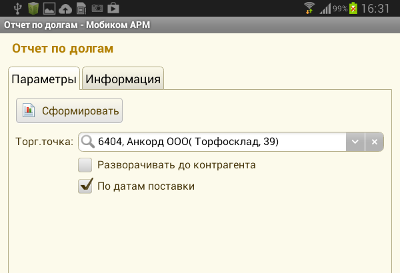 99% 16:31
Отчет по долгам - Мобиком АРМ
Отчет по долгам
Параметры Информация
Сформировать
Торг.точка: 6404, Анкорд ООО( Торфосклад, 39)
Разворачивать до контрагента
По датам поставки